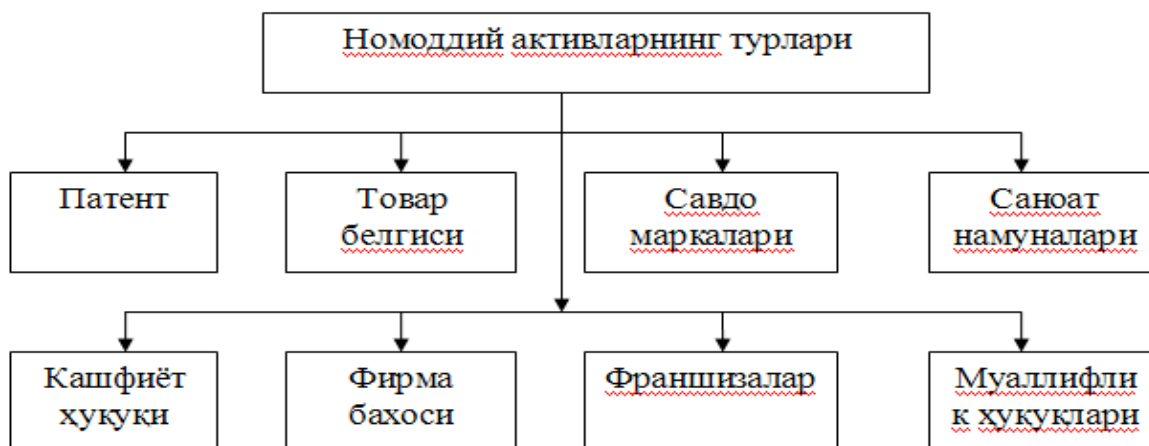 Номоддий активларнинг турлари
Патент
Товар
белгиси
Савдо
маркалари
Саноат
намуналари
Кашфиёт
ҳуқуқи
Фирма
бахоси
Франшизалар
Муаллифли
к ҳуқуқлари